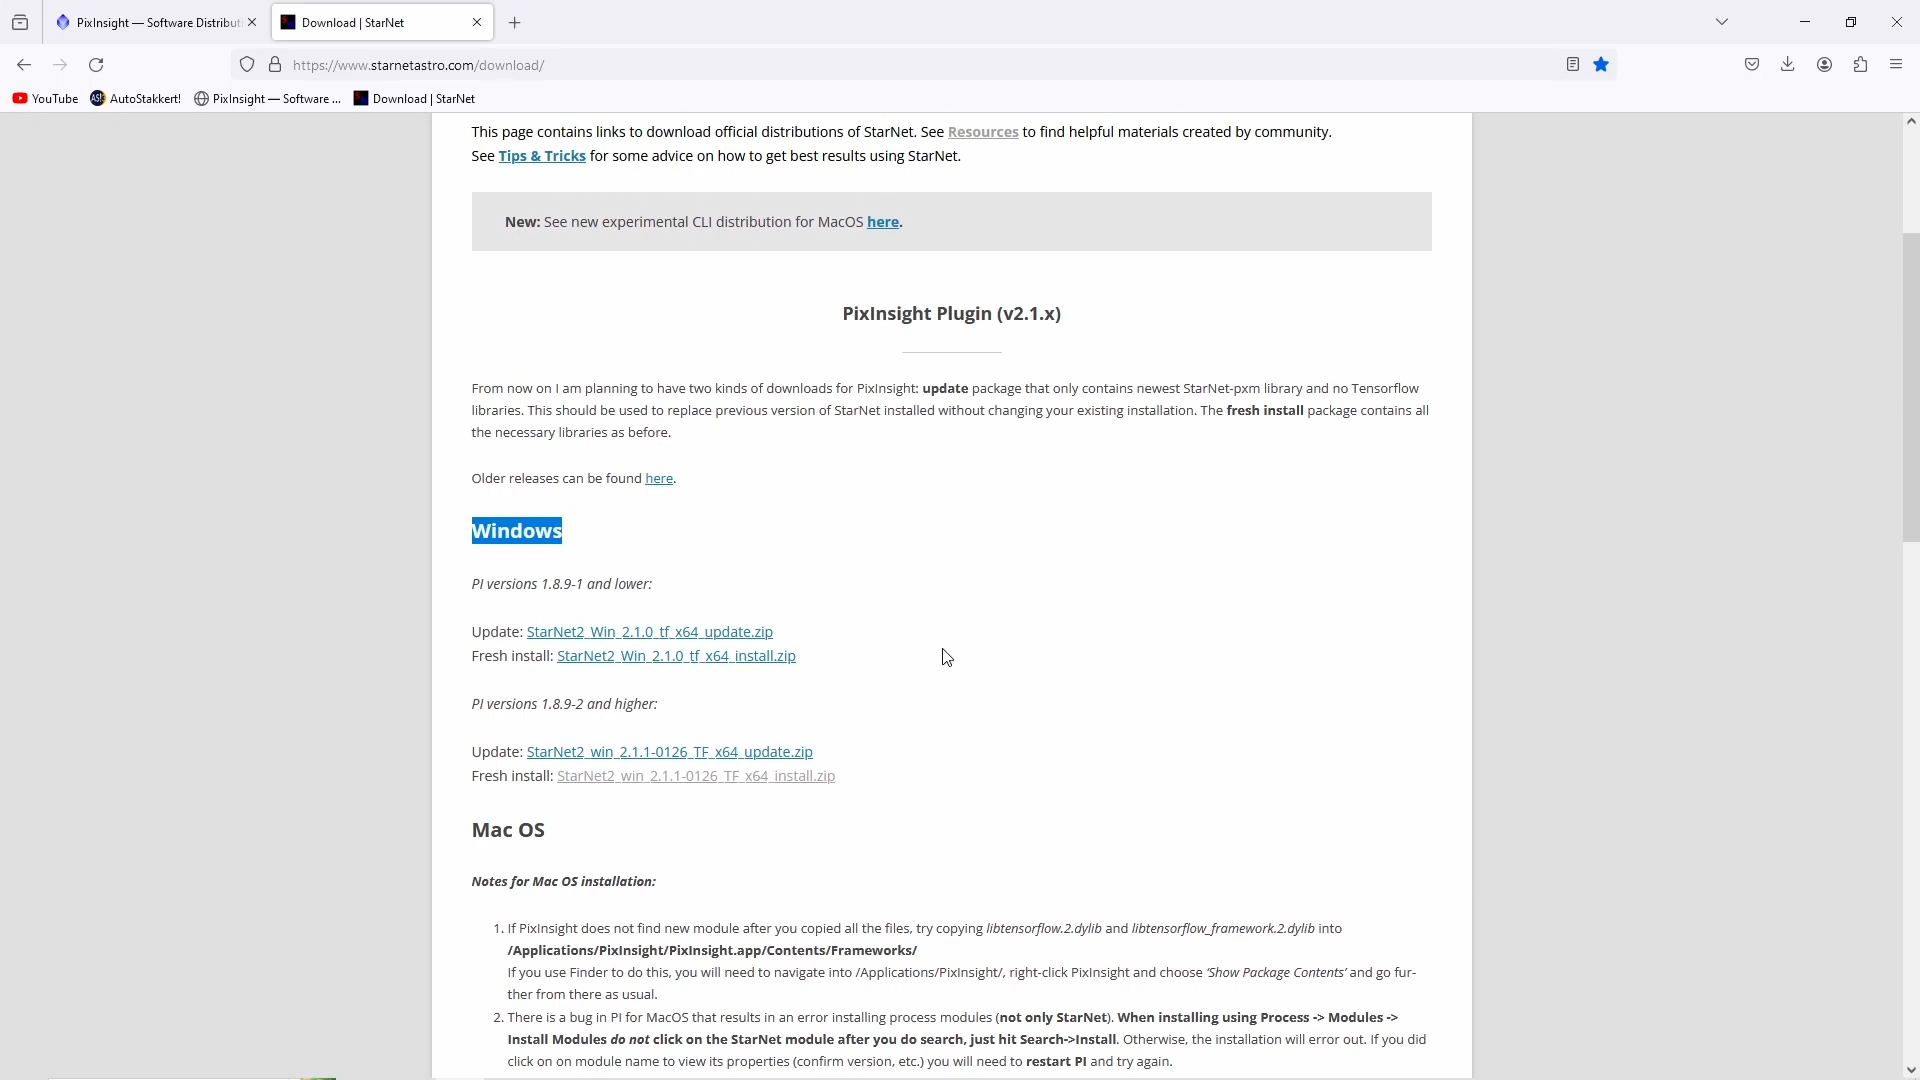 PixInsight — Software Distribut
Download | StarNet
https://www.starnetastro.com/download/
YouTube
AutoStakkert!
PixInsight — Software ...
Download | StarNet
This page contains links to download official distributions of StarNet. See Resources to find helpful materials created by community.
See Tips & Tricks for some advice on how to get best results using StarNet.
New: See new experimental CLI distribution for MacOS here.
PixInsight Plugin (v2.1.x)
From now on I am planning to have two kinds of downloads for PixInsight: update package that only contains newest StarNet-pxm library and no Tensorflow
libraries. This should be used to replace previous version of StarNet installed without changing your existing installation. The fresh install package contains all
the necessary libraries as before.
Older releases can be found here.
Windows
PI versions 1.8.9-1 and lower:
Update: StarNet2_Win_2.1.0_tf_x64_update.zip
Fresh install: StarNet2_Win_2.1.0_tf_x64_install.zip
PI versions 1.8.9-2 and higher:
Update: StarNet2_win_2.1.1-0126_TF_x64_update.zip
Fresh install: StarNet2_win_2.1.1-0126_TF_x64_install.zip
Mac OS
Notes for Mac OS installation:
1. If PixInsight does not find new module after you copied all the files, try copying libtensorflow.2.dylib and libtensorflow_framework.2.dylib into
/Applications/PixInsight/PixInsight.app/Contents/Frameworks/
If you use Finder to do this, you will need to navigate into /Applications/PixInsight/, right-click PixInsight and choose ‘Show Package Contents’ and go fur-
ther from there as usual.
2. There is a bug in PI for MacOS that results in an error installing process modules (not only StarNet). When installing using Process -> Modules ->
Install Modules do not click on the StarNet module after you do search, just hit Search->Install. Otherwise, the installation will error out. If you did
click on on module name to view its properties (confirm version, etc.) you will need to restart PI and try again.